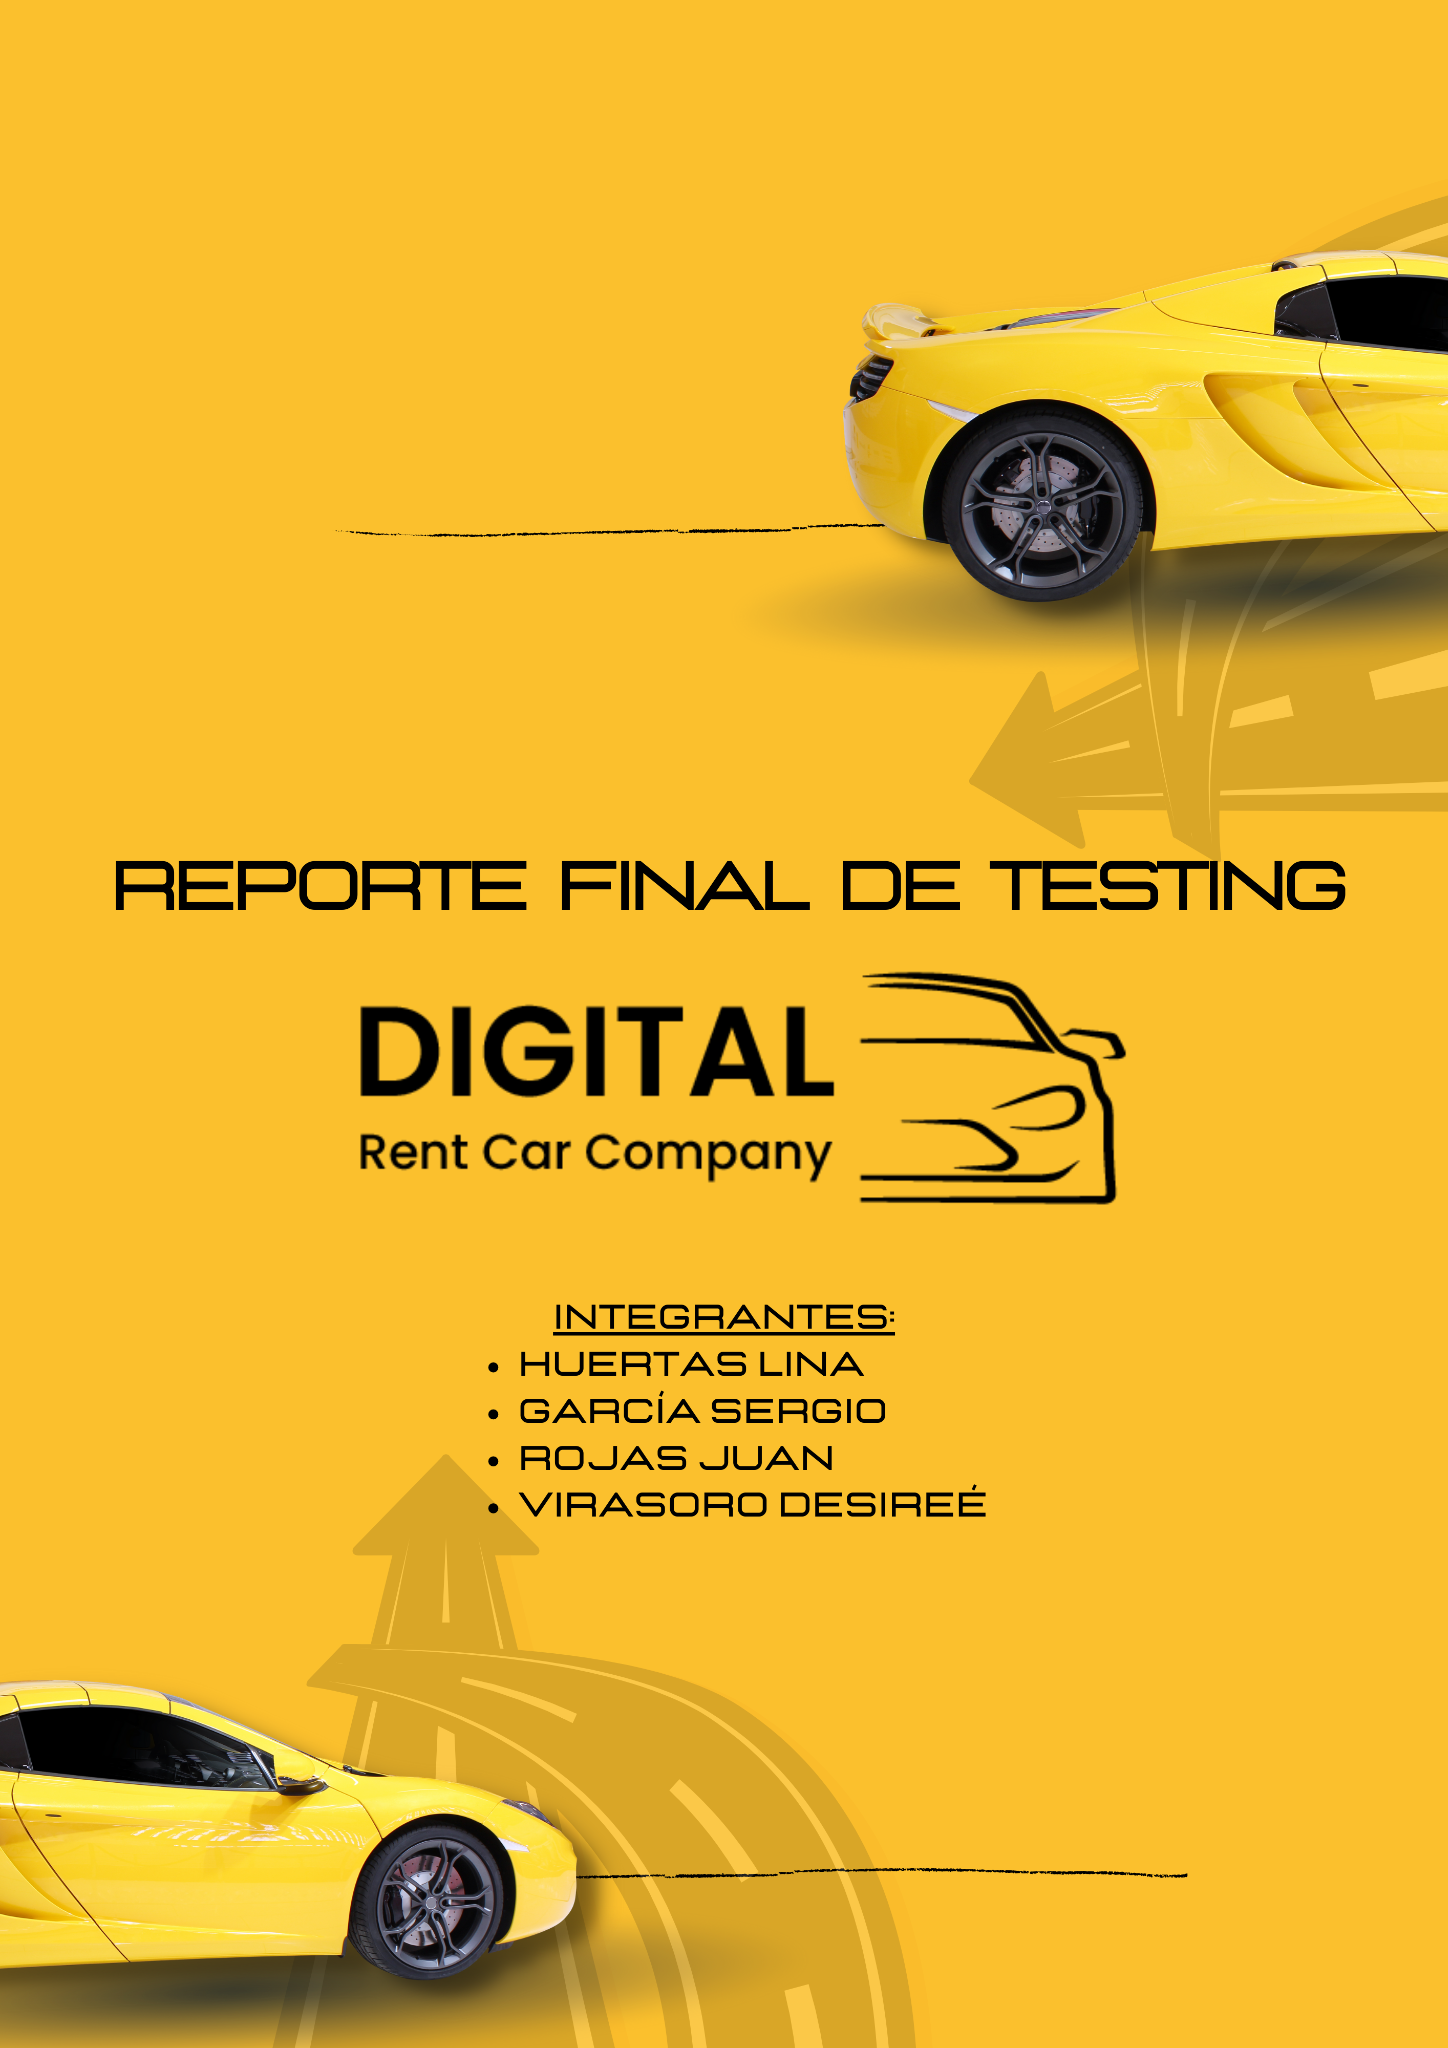 REPORTE FINAL DE TESTING
DIGITAL
Rent Car Company
INTEGRANTES:
• HUERTAS LINA
• GARCÍA SERGIO
• ROJAS JUAN
• VIRASORO DESIREÉ